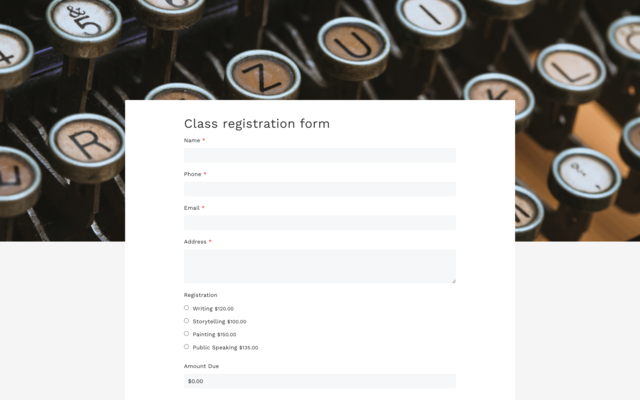 &5
Z
U
I
L
K
R
Class registration form
Name *
Phone *
Email *
Address *
Registration
Writing $120.00
Storytelling $100.00
Painting $150.00
Public Speaking $135.00
Amount Due
$0.00